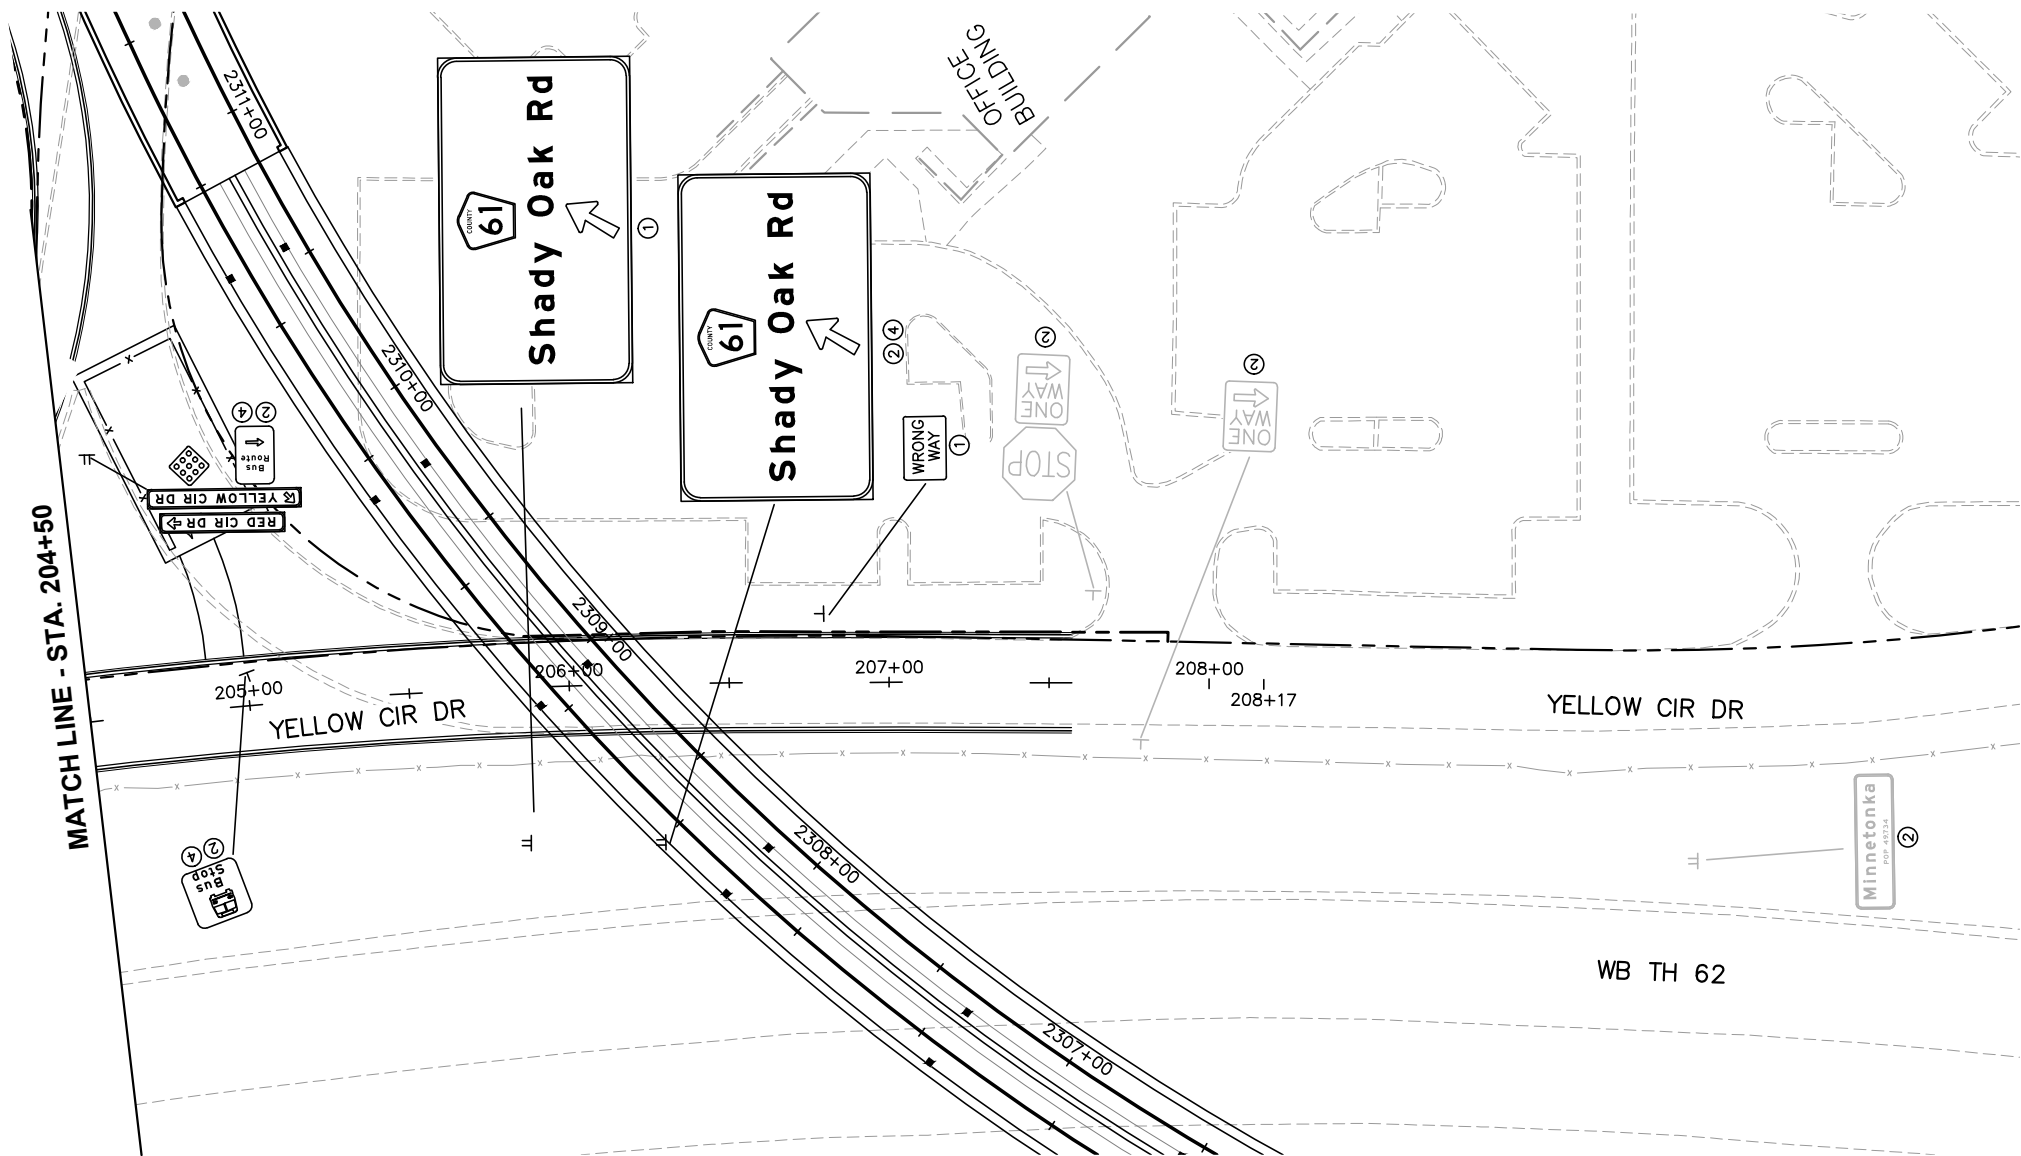 OFFICE
BUILDING
2311+00
COUNTY
61
Shady Oak Rd
1
COUNTY
61
Shady Oak Rd
2 4
2310+00
2
ONE
WAY
STOP
2
ONE
WAY
WRONG
WAY
1
4 2
Bus
Route
YELLOW CIR DR
RED CIR DR
MATCH LINE - STA. 204+50
2309+00
205+00
206+00
207+00
208+00
208+17
YELLOW CIR DR
YELLOW CIR DR
4 2
Bus
Stop
2308+00
Minnetonka
POP 49734
2
WB TH 62
2307+00